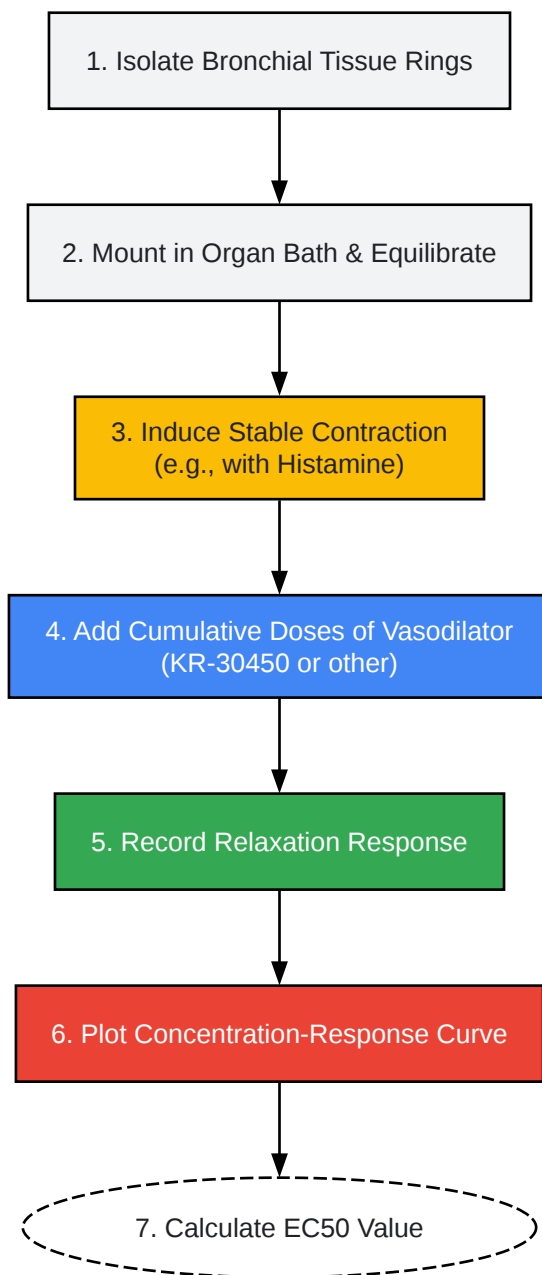 1. Isolate Bronchial Tissue Rings
2. Mount in Organ Bath & Equilibrate
3. Induce Stable Contraction
(e.g., with Histamine)
4. Add Cumulative Doses of Vasodilator
(KR-30450 or other)
5. Record Relaxation Response
6. Plot Concentration-Response Curve
7. Calculate EC50 Value